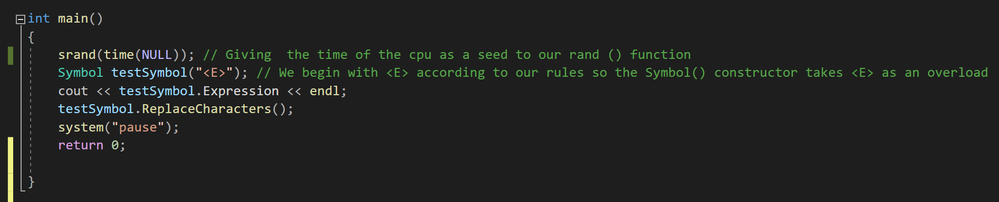 int main()
{
srand(time(NULL)); // Giving  the time of the cpu as a seed to our rand () function
Symbol testSymbol("<E>"); // We begin with <E> according to our rules so the Symbol() constructor takes <E> as an overload
cout << testSymbol.Expression << endl;
testSymbol.ReplaceCharacters();
system("pause");
return 0;
}